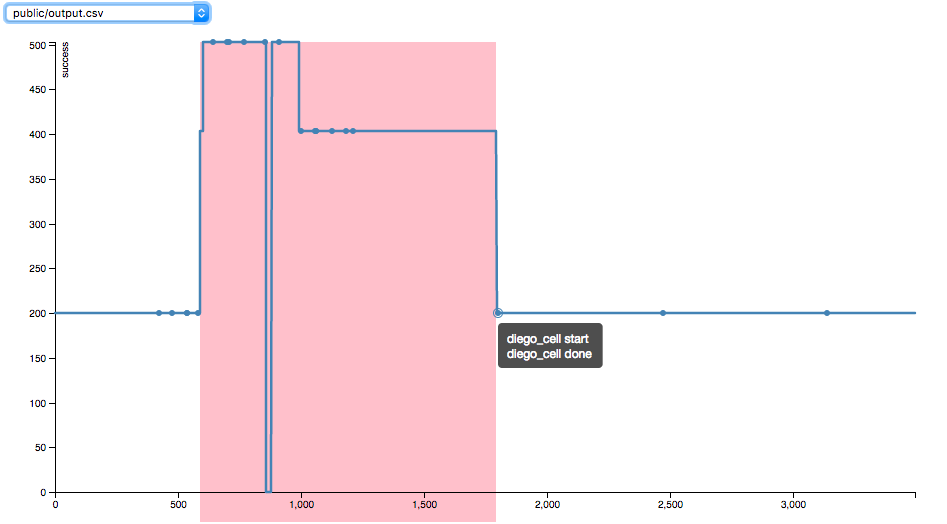 public/output.csv
success
500
450
400
350
300
250
200
150
100
50
0
diego_cell start
diego_cell done
0 500 1,000 1,500 2,000 2,500 3,000